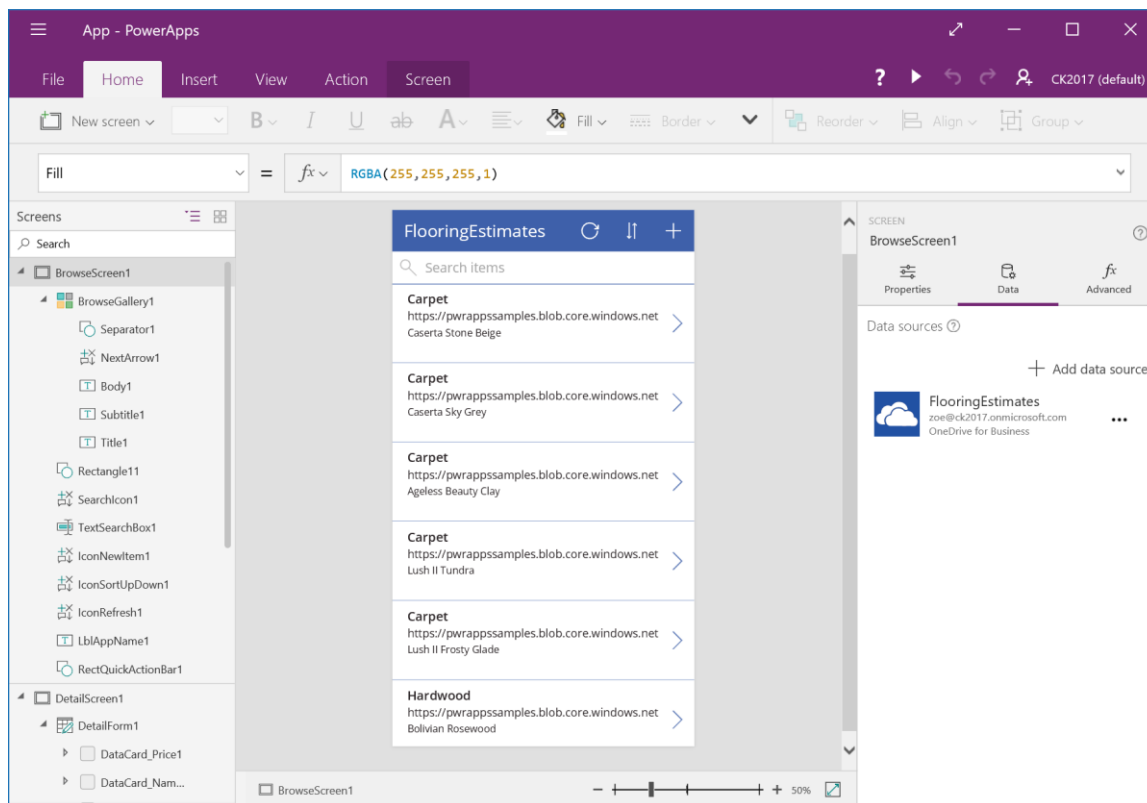 App - PowerApps
File Home Insert View Action Screen
? CK2017 (default)
New screen B I U ab A Fill Border Reorder Align Group
Fill = fx RGBA(255,255,255,1)
Screens
Search
BrowseScreen1
BrowseGallery1
Separator1
NextArrow1
Body1
Subtitle1
Title1
Rectangle11
SearchIcon1
TextSearchBox1
IconNewItem1
IconSortUpDown1
IconRefresh1
LblAppName1
RectQuickActionBar1
DetailScreen1
DetailForm1
DataCard_Price1
DataCard_Nam...
FlooringEstimates
Search items
Carpet
https://pwrappssamples.blob.core.windows.net
Caserta Stone Beige
Carpet
https://pwrappssamples.blob.core.windows.net
Caserta Sky Grey
Carpet
https://pwrappssamples.blob.core.windows.net
Ageless Beauty Clay
Carpet
https://pwrappssamples.blob.core.windows.net
Lush II Tundra
Carpet
https://pwrappssamples.blob.core.windows.net
Lush II Frosty Glade
Hardwood
https://pwrappssamples.blob.core.windows.net
Bolivian Rosewood
BrowseScreen1 50%
SCREEN
BrowseScreen1
Properties Data Advanced
Data sources
Add data source
FlooringEstimates
zoe@ck2017.onmicrosoft.com
OneDrive for Business